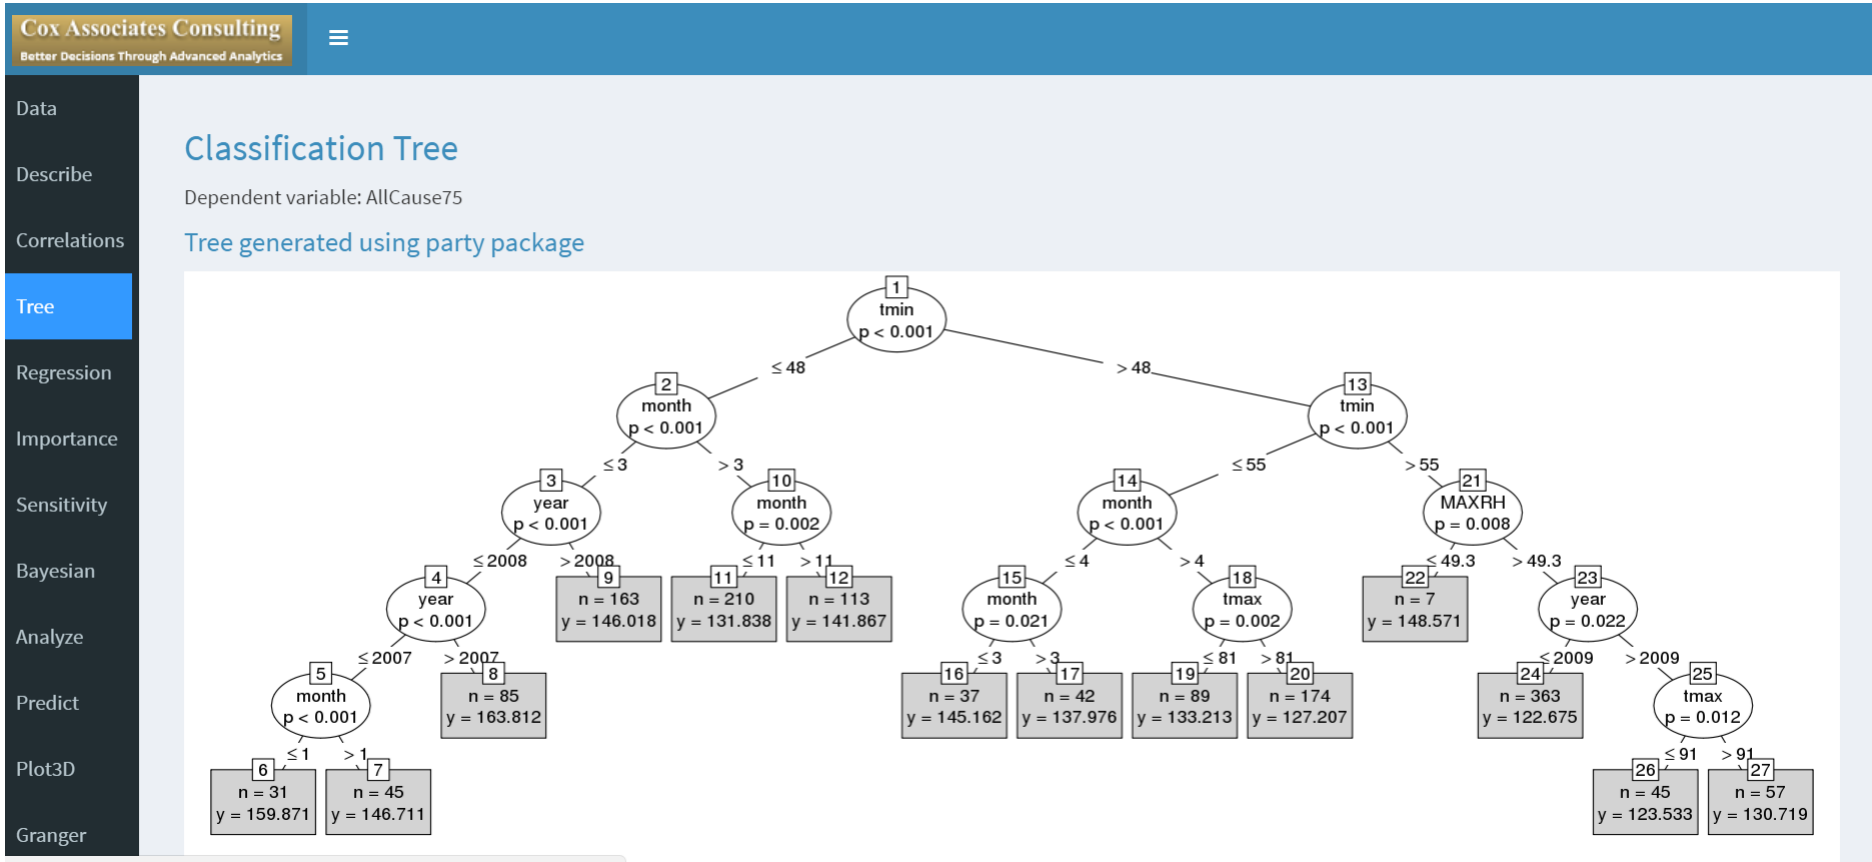 Cox Associates Consulting
Better Decisions Through Advanced Analytics
Data
Describe
Correlations
Tree
Regression
Importance
Sensitivity
Bayesian
Analyze
Predict
Plot3D
Granger
Classification Tree
Dependent variable: AllCause75
Tree generated using party package
1
tmin
p < 0.001
≤ 48
> 48
2
month
p < 0.001
13
tmin
p < 0.001
≤ 3
> 3
≤ 55
> 55
3
year
p < 0.001
10
month
p = 0.002
14
month
p < 0.001
21
MAXRH
p = 0.008
≤ 2008
> 2008
≤ 11
> 11
≤ 4
> 4
≤ 49.3
> 49.3
4
year
p < 0.001
9
n = 163
y = 146.018
11
n = 210
y = 131.838
12
n = 113
y = 141.867
15
month
p = 0.021
18
tmax
p = 0.002
22
n = 7
y = 148.571
23
year
p = 0.022
≤ 2007
> 2007
≤ 3
> 3
≤ 81
> 81
≤ 2009
> 2009
5
month
p < 0.001
8
n = 85
y = 163.812
16
n = 37
y = 145.162
17
n = 42
y = 137.976
19
n = 89
y = 133.213
20
n = 174
y = 127.207
24
n = 363
y = 122.675
25
tmax
p = 0.012
≤ 1
> 1
≤ 91
> 91
6
n = 31
y = 159.871
7
n = 45
y = 146.711
26
n = 45
y = 123.533
27
n = 57
y = 130.719